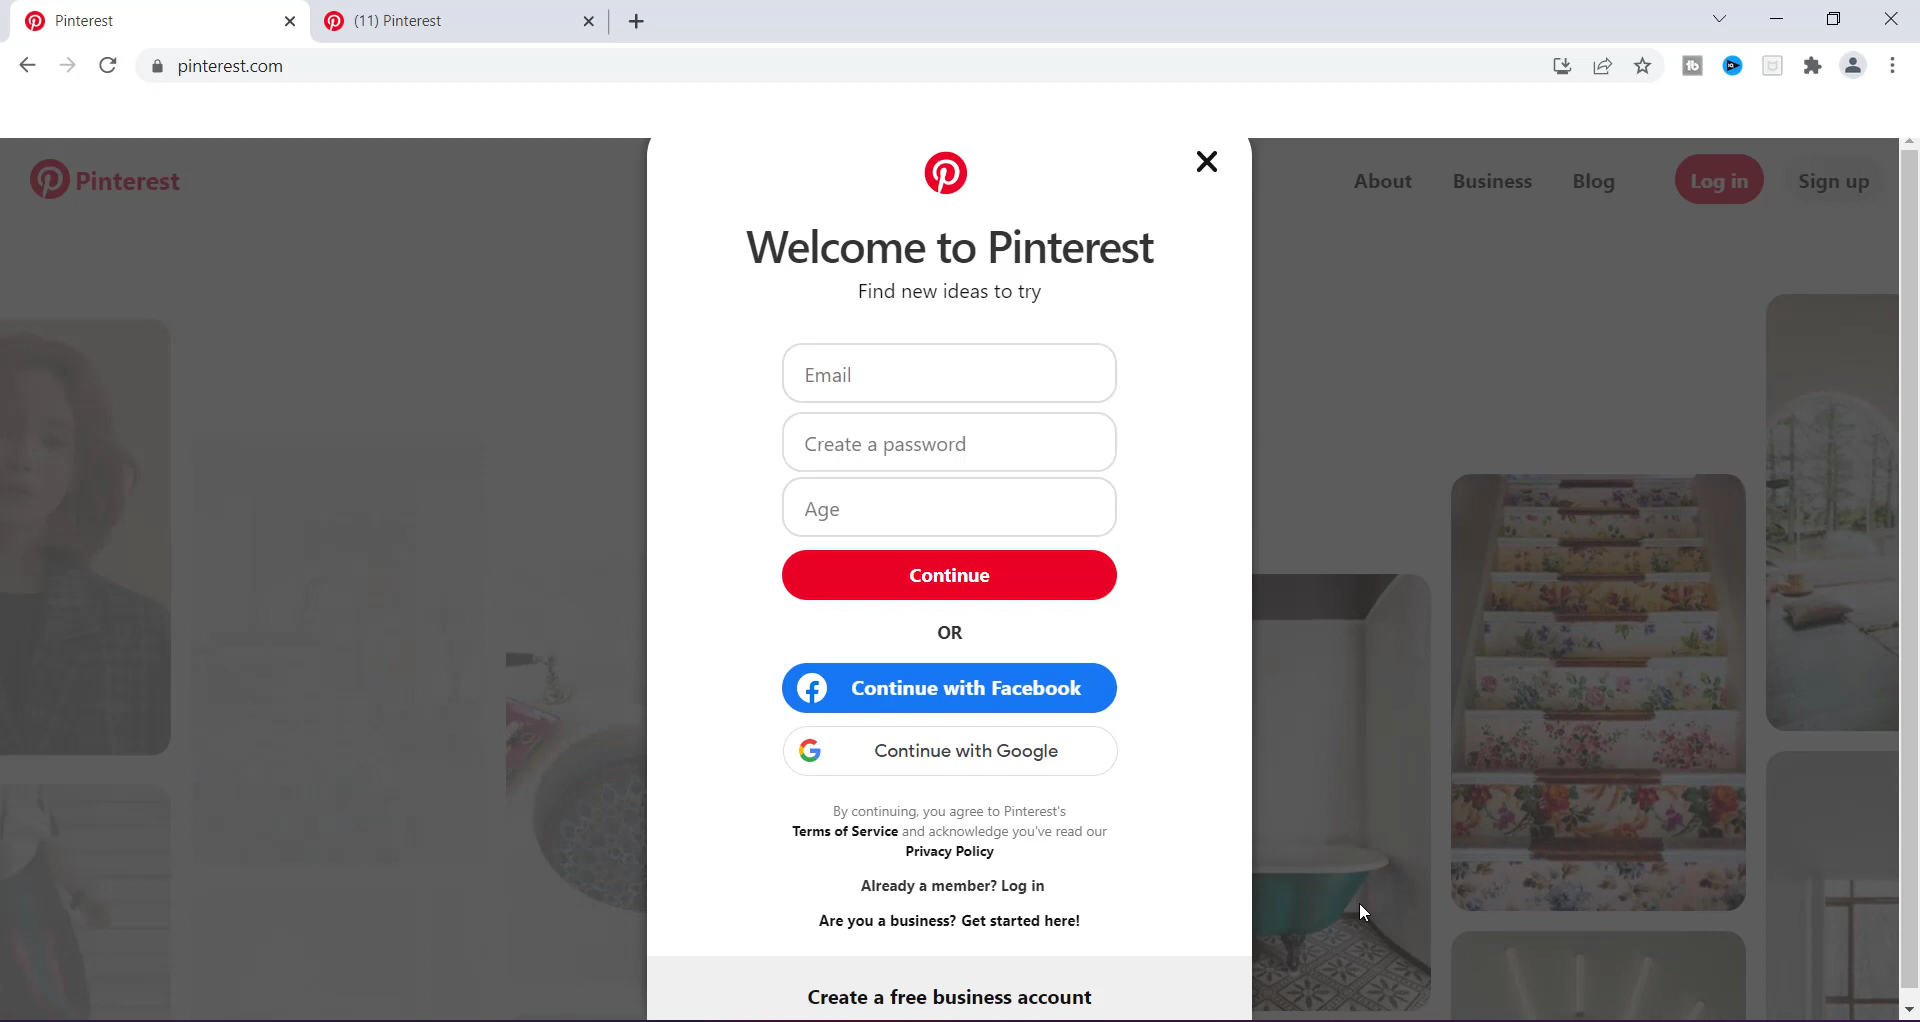 Pinterest
(11) Pinterest
pinterest.com
Pinterest
About
Business
Blog
Log in
Sign up
Welcome to Pinterest
Find new ideas to try
Email
Create a password
Age
Continue
OR
Continue with Facebook
Continue with Google
By continuing, you agree to Pinterest's
Terms of Service and acknowledge you've read our
Privacy Policy
Already a member? Log in
Are you a business? Get started here!
Create a free business account